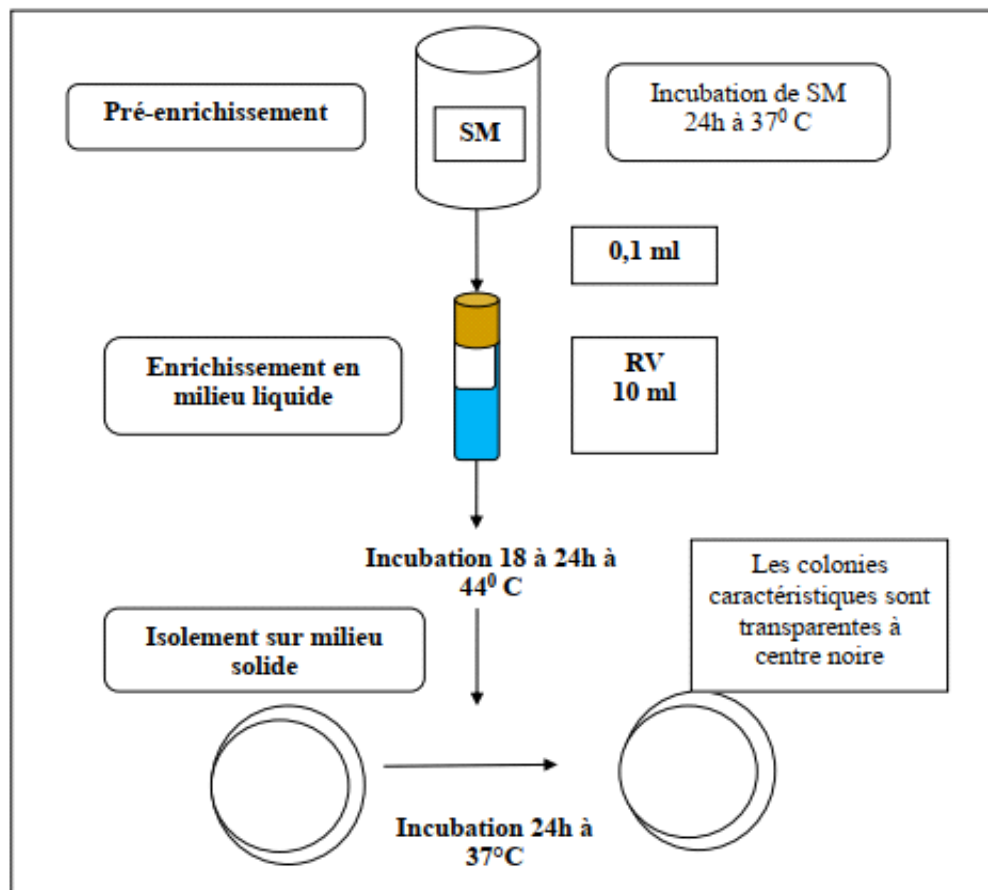 Pré-enrichissement
SM
Incubation de SM
24h à 37⁰ C
0,1 ml
Enrichissement en
milieu liquide
RV
10 ml
Incubation 18 à 24h à
44⁰ C
Les colonies
caractéristiques sont
transparentes à
centre noire
Isolement sur milieu
solide
Incubation 24h à
37°C